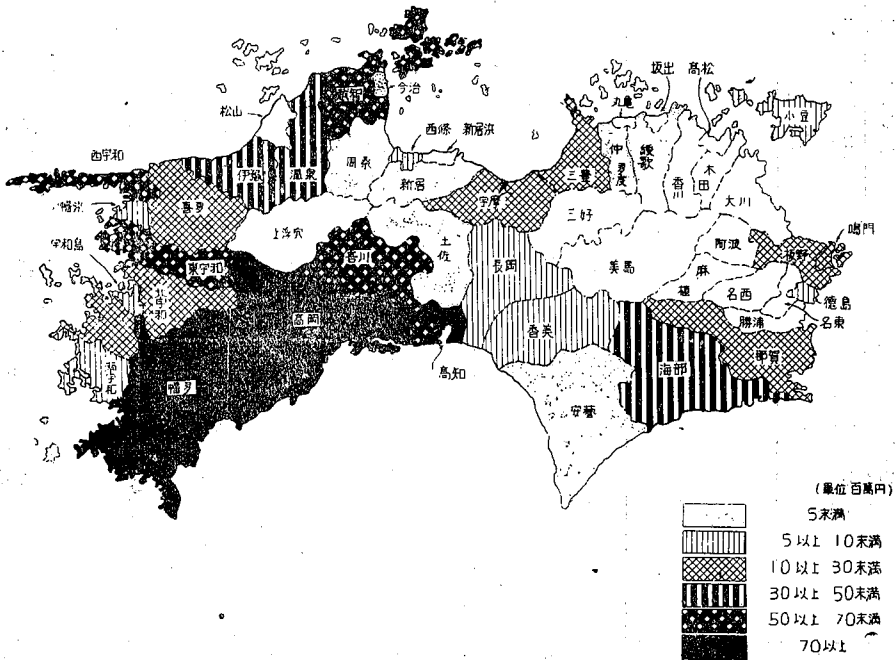 坂出
高松
丸亀
小豆
越智
今治
松山
西條
新居浜
西宇和
伊豫
温泉
周桑
新居
仲多度
綾歌
香川
木田
大川
三豊
宇摩
三好
八幡浜
喜多
上浮穴
土佐
阿波
鳴門
板野
宇和島
吾川
長岡
美馬
麻植
名西
徳島
東宇和
名東
北宇和
高岡
香美
勝浦
那賀
南宇和
高知
海部
幡多
安藝
(單位 百萬円)
5未満
5以上 10未満
10以上 30未満
30以上 50未満
50以上 70未満
70以上